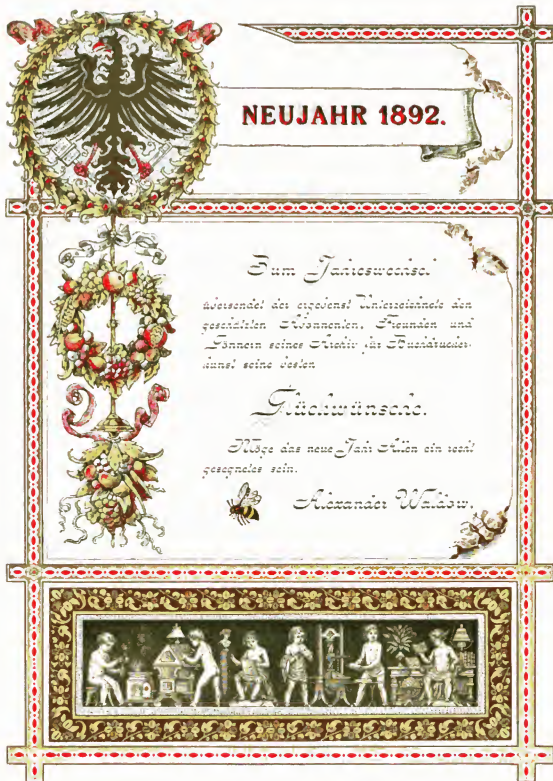 NEUJAHR 1892.
Zum Jahreswechsel
übersendet der ergebenst Unterzeichnete den
geschätzten Abonnenten, Freunden und
Gönnern seines Archiv für Buchdrucker-
kunst seine besten
Glückwünsche.
Möge das neue Jahr Allen ein recht
gesegnetes sein.
Alexander Waldow.